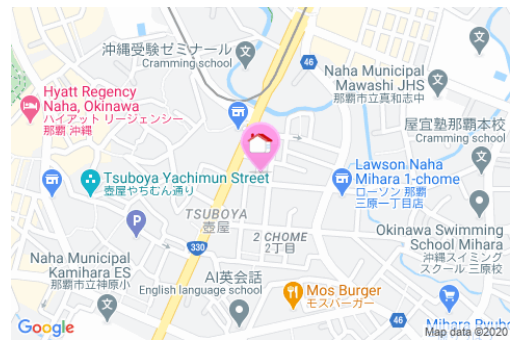 沖縄受験ゼミナール
Cramming school
46
Naha Municipal
Mawashi JHS
那覇市立真和志中
Hyatt Regency
Naha, Okinawa
ハイアット リージェンシー
那覇 沖縄
屋宜塾那覇本校
Cramming school
Lawson Naha
Mihara 1-chome
ローソン 那覇
三原一丁目店
Tsuboya Yachimun Street
壺屋やちむん通り
TSUBOYA
壺屋
2 CHOME
2丁目
330
Okinawa Swimming
School Mihara
沖縄スイミング
スクール 三原校
Naha Municipal
Kamihara ES
那覇市立神原小
AI英会話
English language school
Mos Burger
モスバーガー
46
Mihara Ryubo
Google
Map data ©2020